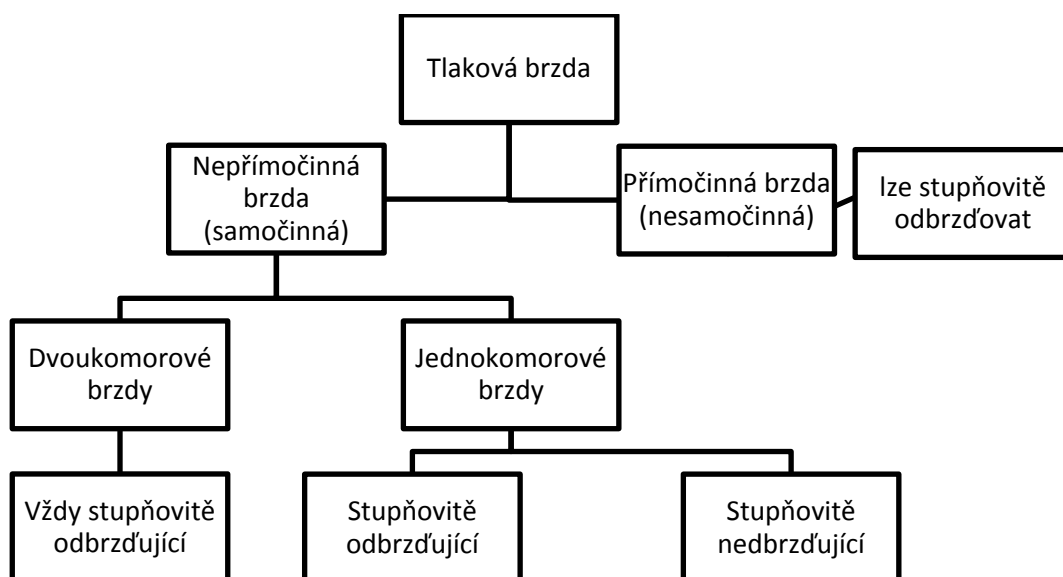 Tlaková brzda
Nepřímočinná
brzda
(samočinná)
Přímočinná brzda
(nesamočinná)
lze stupňovitě
odbrzďovat
Dvoukomorové
brzdy
Jednokomorové
brzdy
Vždy stupňovitě
odbrzďující
Stupňovitě
odbrzďující
Stupňovitě
nedbrzďující